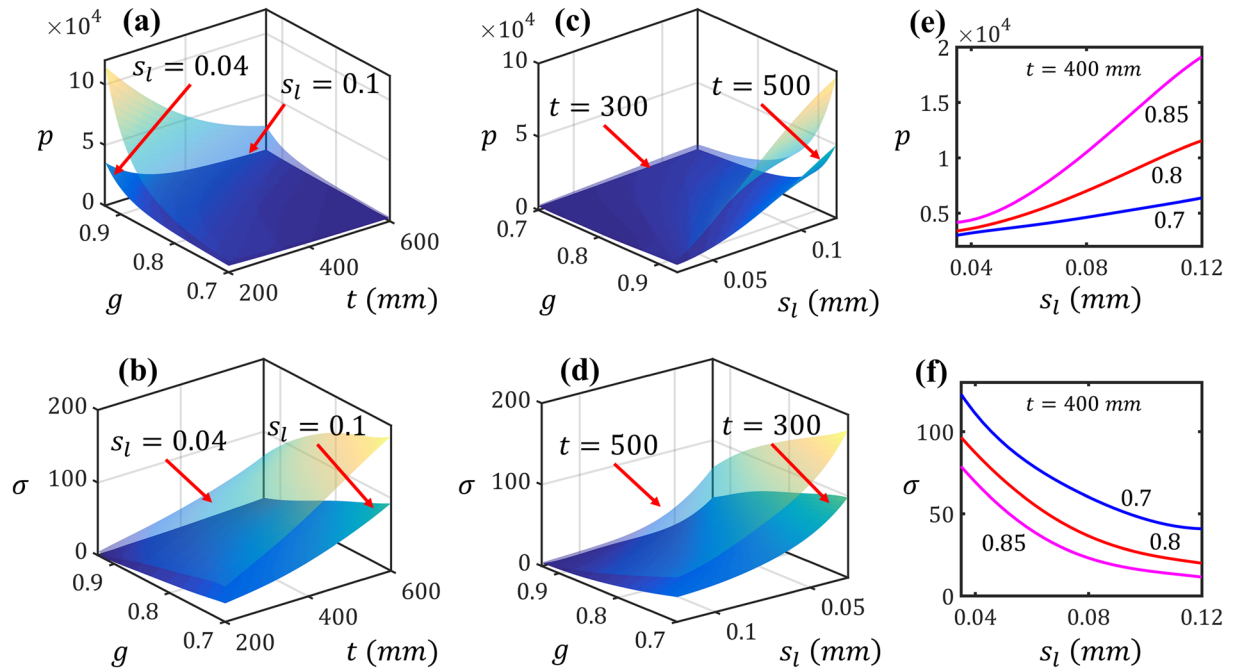 (a)
×10⁴
10
5
0
p
s_l = 0.04
s_l = 0.1
0.9
0.8
0.7
g
200
400
600
t (mm)
(c)
×10⁴
10
5
0
p
t = 300
t = 500
0.7
0.8
0.9
g
0.05
0.1
s_l (mm)
(e)
×10⁴
2
1.5
1
0.5
p
t = 400 mm
0.85
0.8
0.7
0.04
0.08
0.12
s_l (mm)
(b)
200
100
0
σ
s_l = 0.04
s_l = 0.1
0.9
0.8
0.7
g
200
400
600
t (mm)
(d)
200
100
0
σ
t = 500
t = 300
0.9
0.8
0.7
g
0.1
0.05
s_l (mm)
(f)
100
50
0
σ
t = 400 mm
0.7
0.8
0.85
0.04
0.08
0.12
s_l (mm)